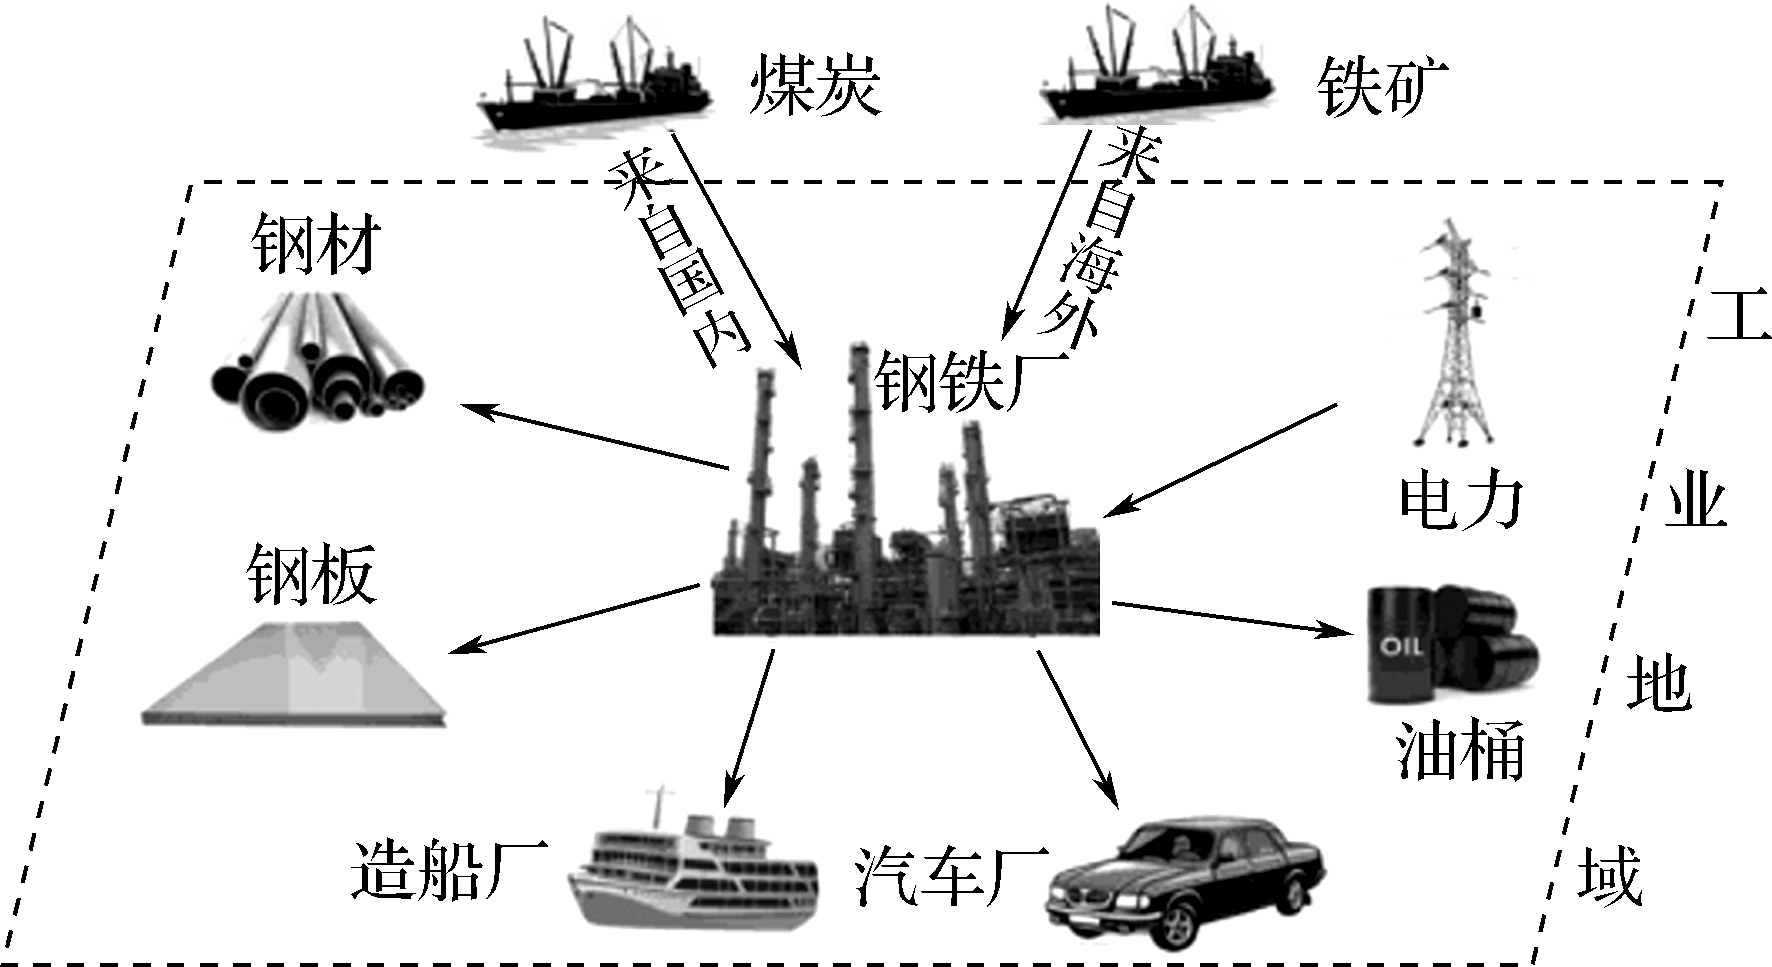 煤炭
铁矿
来自国内
来自海外
钢材
钢铁厂
电力
钢板
OIL
油桶
造船厂
汽车厂
工业地域